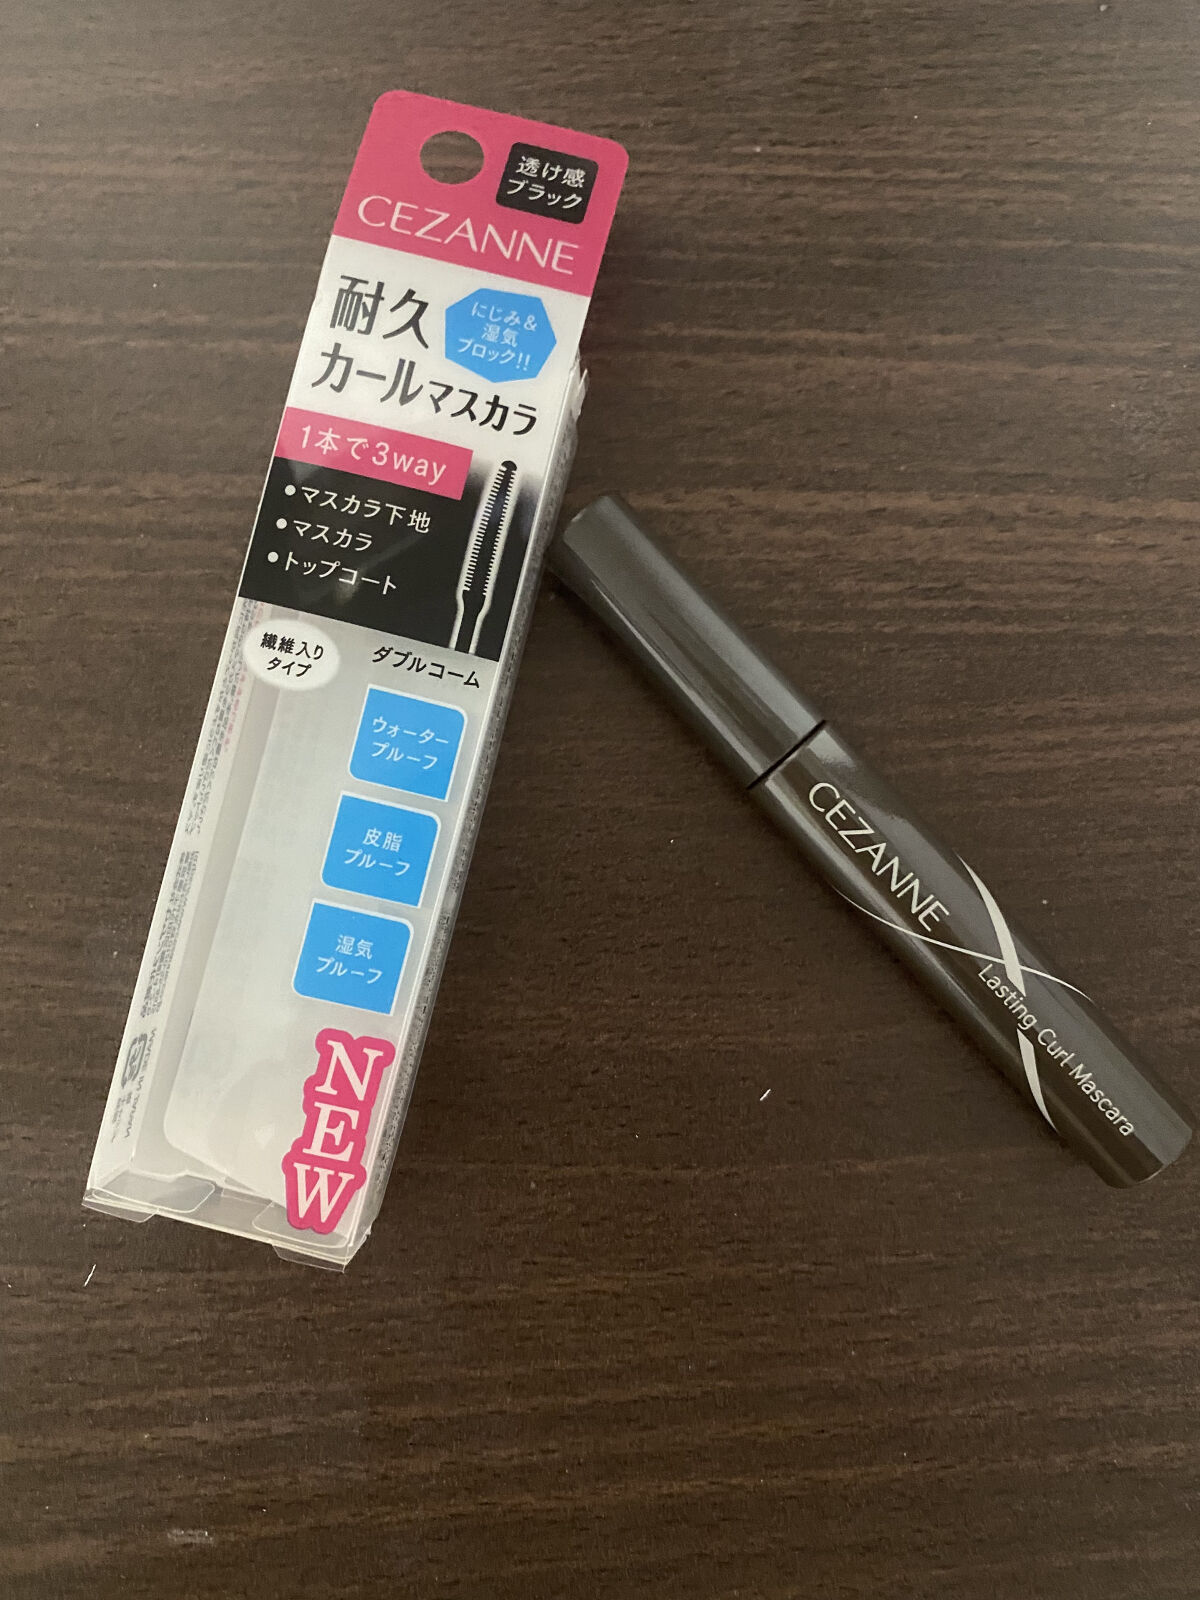 透け感
ブラック
CEZANNE
耐久
カールマスカラ
にじみ&
湿気
ブロック!!
1本で3way
•マスカラ下地
•マスカラ
•トップコート
繊維入り
タイプ
ダブルコーム
ウォーター
プルーフ
皮脂
プルーフ
湿気
プルーフ
NEW
CEZANNE
Lasting Curl Mascara